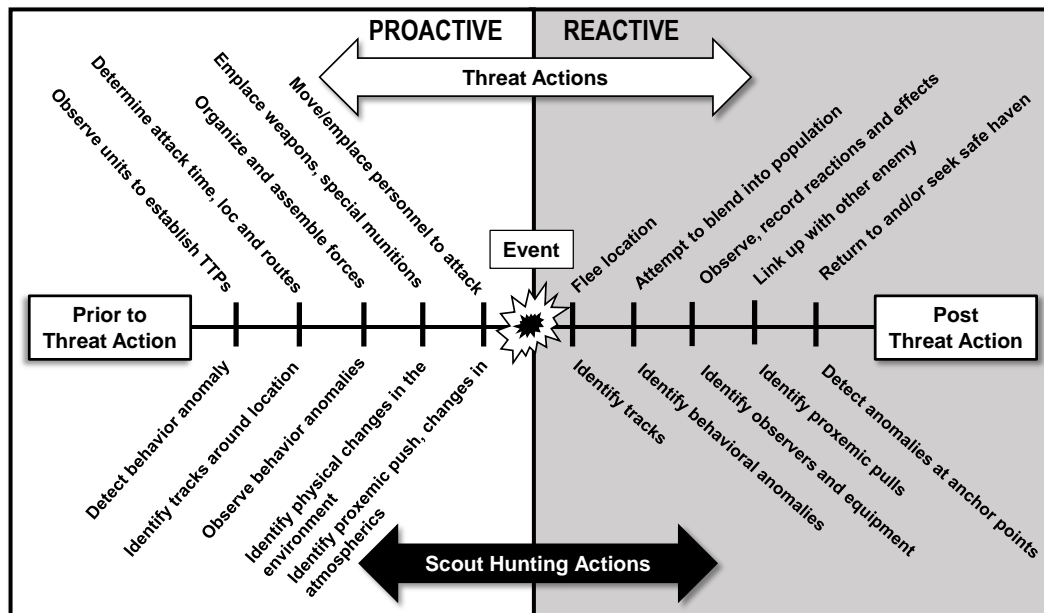 PROACTIVE
REACTIVE
Threat Actions
Observe units to establish TTPs
Determine attack time, loc and routes
Organize and assemble forces
Emplace weapons, special munitions
Move/emplace personnel to attack
Flee location
Attempt to blend into population
Observe, record reactions and effects
Link up with other enemy
Return to and/or seek safe haven
Event
Prior to
Threat Action
Post
Threat Action
Detect behavior anomaly
Identify tracks around location
Observe behavior anomalies
Identify physical changes in the
environment
Identify proxemic push, changes in
atmospherics
Identify tracks
Identify behavioral anomalies
Identify observers and equipment
Identify proxemic pulls
Detect anomalies at anchor points
Scout Hunting Actions